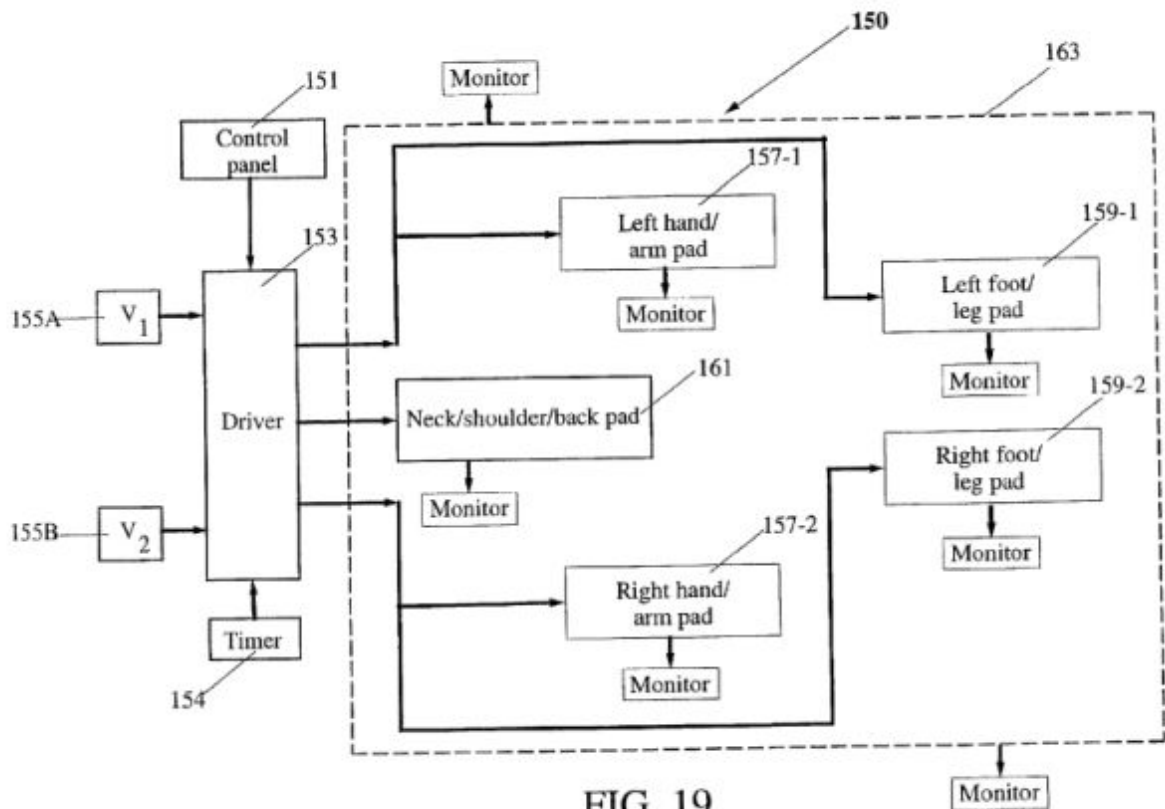 150
163
Monitor
151
Control
panel
157-1
Left hand/
arm pad
159-1
153
Left foot/
leg pad
155A
V1
Monitor
Monitor
161
159-2
Neck/shoulder/back pad
Driver
Right foot/
leg pad
Monitor
155B
V2
157-2
Monitor
Right hand/
arm pad
Timer
Monitor
154
Monitor
FIG. 19